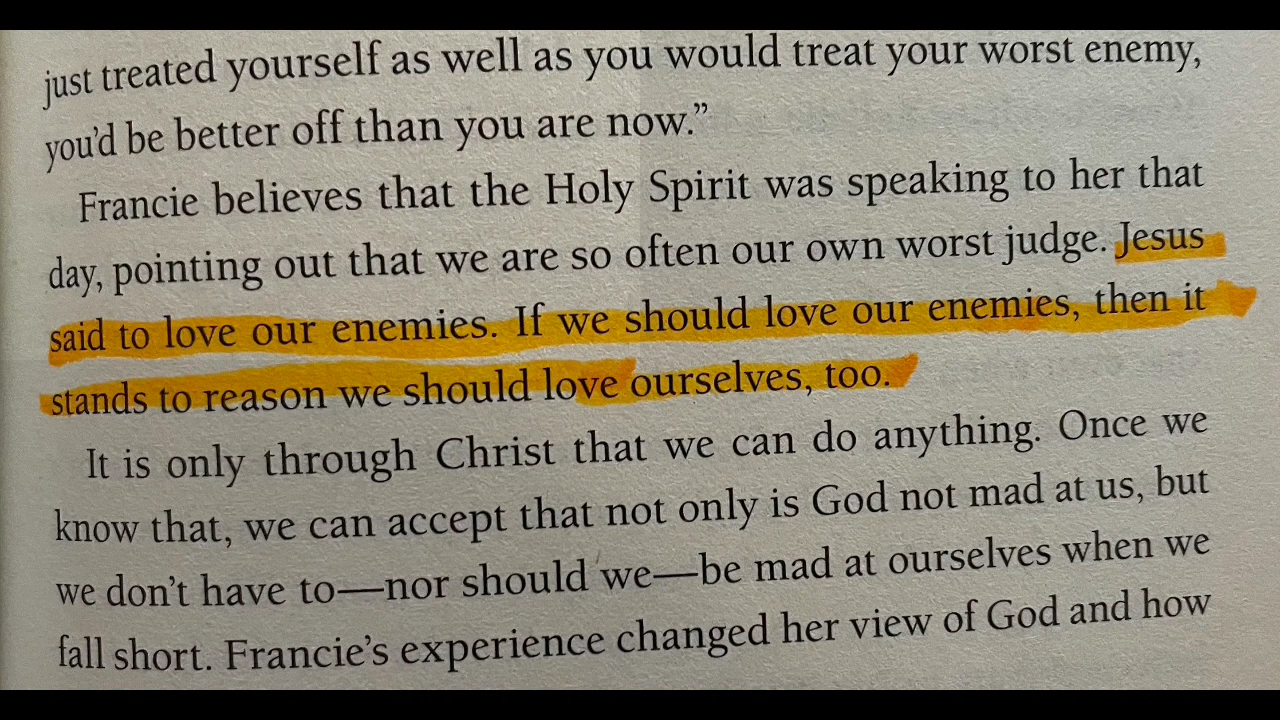 just treated yourself as well as you would treat your worst enemy,
you'd be better off than you are now.”
Francie believes that the Holy Spirit was speaking to her that
day, pointing out that we are so often our own worst judge. Jesus
said to love our enemies. If we should love our enemies, then it
stands to reason we should love ourselves, too.
It is only through Christ that we can do anything. Once we
know that, we can accept that not only is God not mad at us, but
we don't have to—nor should we—be mad at ourselves when we
fall short. Francie's experience changed her view of God and how